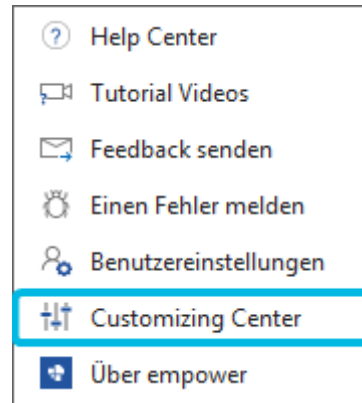 Help Center
Tutorial Videos
Feedback senden
Einen Fehler melden
Benutzereinstellungen
Customizing Center
Über empower